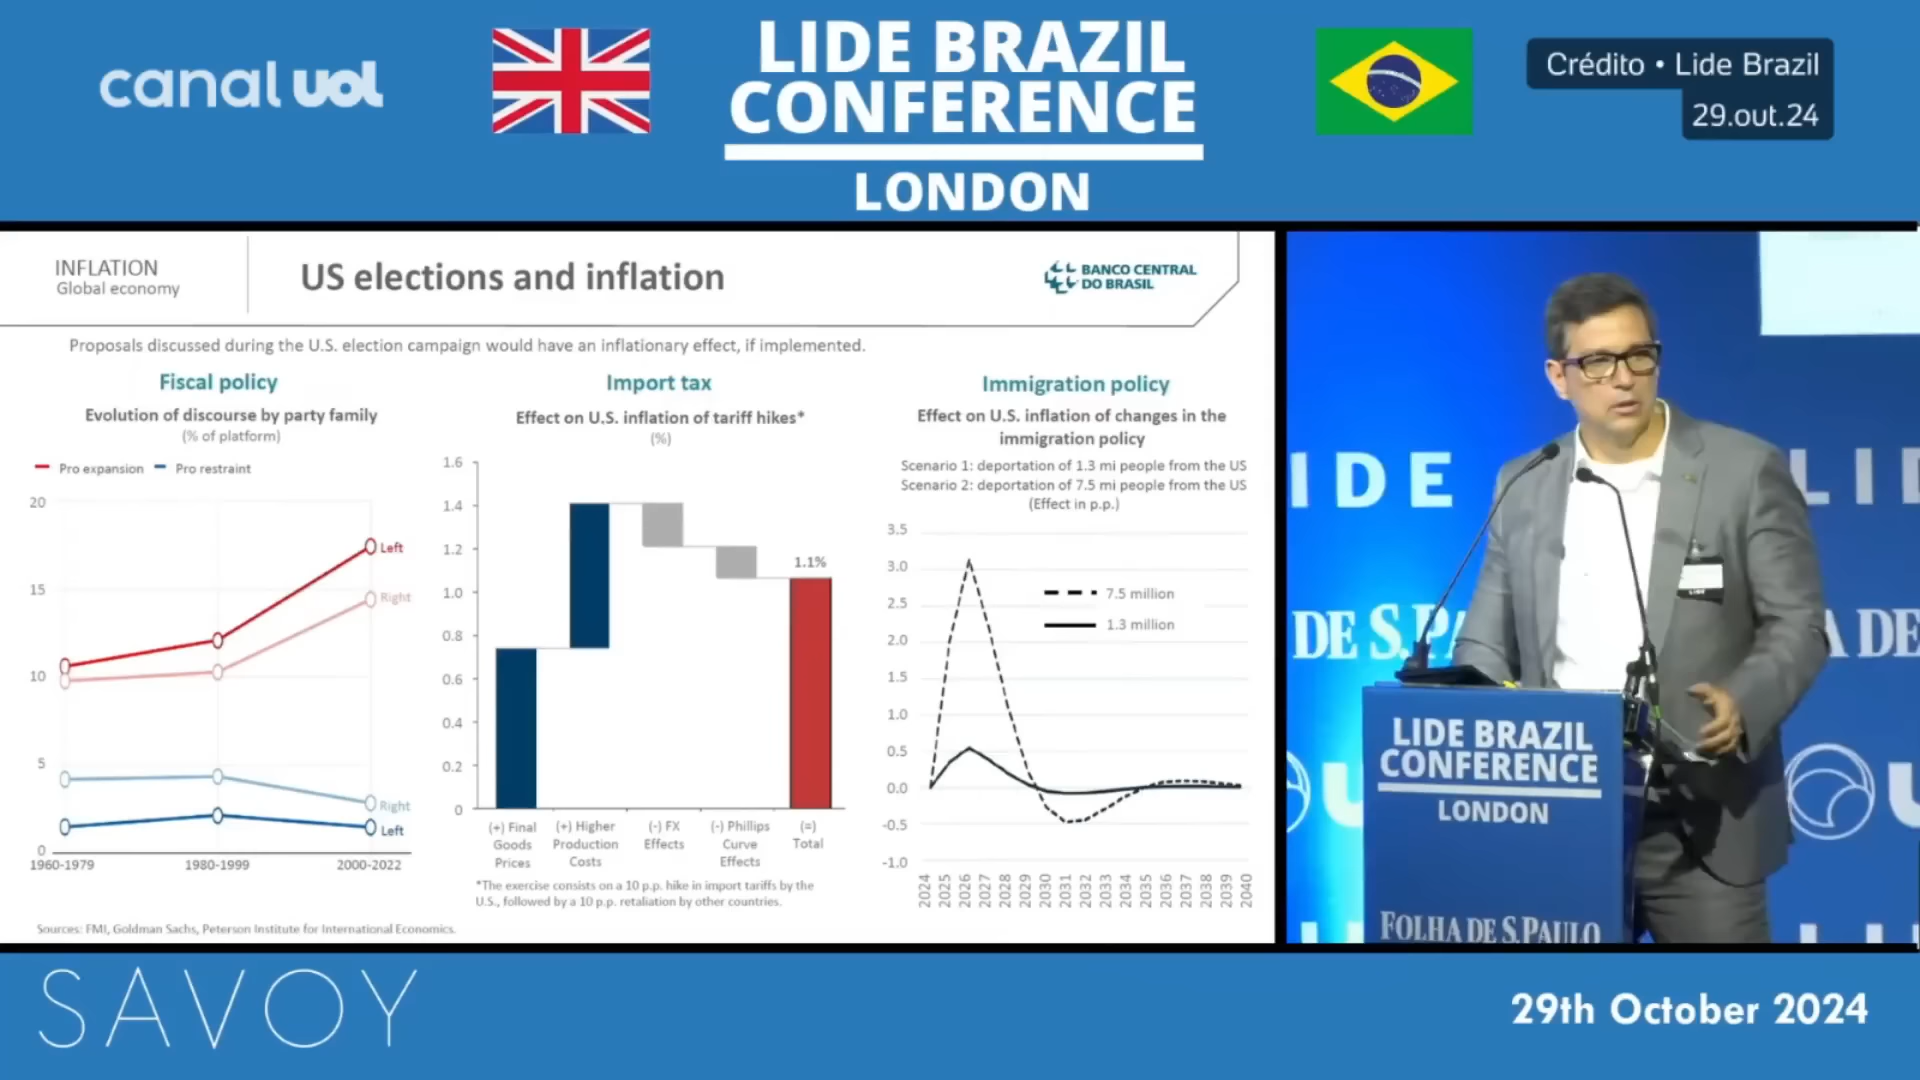 canal uol
LIDE BRAZIL
CONFERENCE
LONDON
Crédito • Lide Brazil
29.out.24
INFLATION
Global economy
US elections and inflation
BANCO CENTRAL
DO BRASIL
Proposals discussed during the U.S. election campaign would have an inflationary effect, if implemented.
Fiscal policy
Evolution of discourse by party family
(% of platform)
Pro expansion
Pro restraint
20
15
10
5
0
Left
Right
Right
Left
1960-1979
1980-1999
2000-2022
Import tax
Effect on U.S. inflation of tariff hikes*
(%)
1.6
1.4
1.2
1.0
0.8
0.6
0.4
0.2
0
1.1%
(+) Final
Goods
Prices
(+) Higher
Production
Costs
(-) FX
Effects
(-) Phillips
Curve
Effects
(=)
Total
*The exercise consists on a 10 p.p. hike in import tariffs by the
U.S., followed by a 10 p.p. retaliation by other countries.
Immigration policy
Effect on U.S. inflation of changes in the
immigration policy
Scenario 1: deportation of 1.3 mi people from the US
Scenario 2: deportation of 7.5 mi people from the US
(Effect in p.p.)
3.5
3.0
2.5
2.0
1.5
1.0
0.5
0.0
-0.5
-1.0
7.5 million
1.3 million
2024
2025
2026
2027
2028
2029
2030
2031
2032
2033
2034
2035
2036
2037
2038
2039
2040
Sources: FMI, Goldman Sachs, Peterson Institute for International Economics.
IDE
LID
DE S.PA
A DE
LIDE BRAZIL
CONFERENCE
LONDON
FOLHA DE S.PAULO
SAVOY
29th October 2024